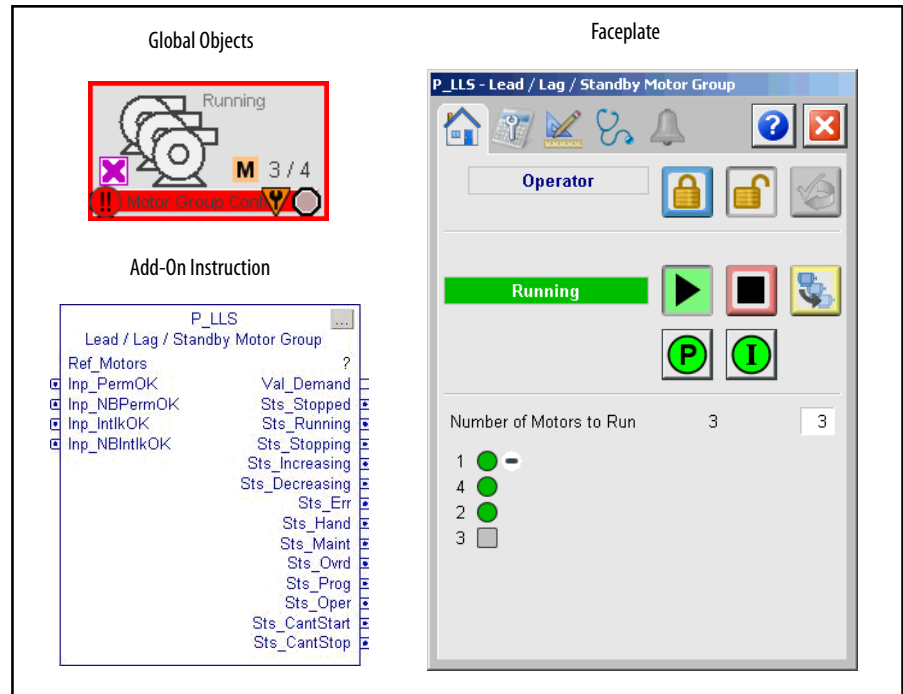 Global Objects
Faceplate
Running
M 3 / 4
!! Motor Group Cont
Add-On Instruction
P_LLS
...
Lead / Lag / Standby Motor Group
Ref_Motors ?
Inp_PermOK Val_Demand
Inp_NBPermOK Sts_Stopped
Inp_IntlkOK Sts_Running
Inp_NBIntlkOK Sts_Stopping
Sts_Increasing
Sts_Decreasing
Sts_Err
Sts_Hand
Sts_Maint
Sts_Ovrd
Sts_Prog
Sts_Oper
Sts_CantStart
Sts_CantStop
P_LLS - Lead / Lag / Standby Motor Group
?
Operator
Running
P I
Number of Motors to Run 3 3
1
4
2
3